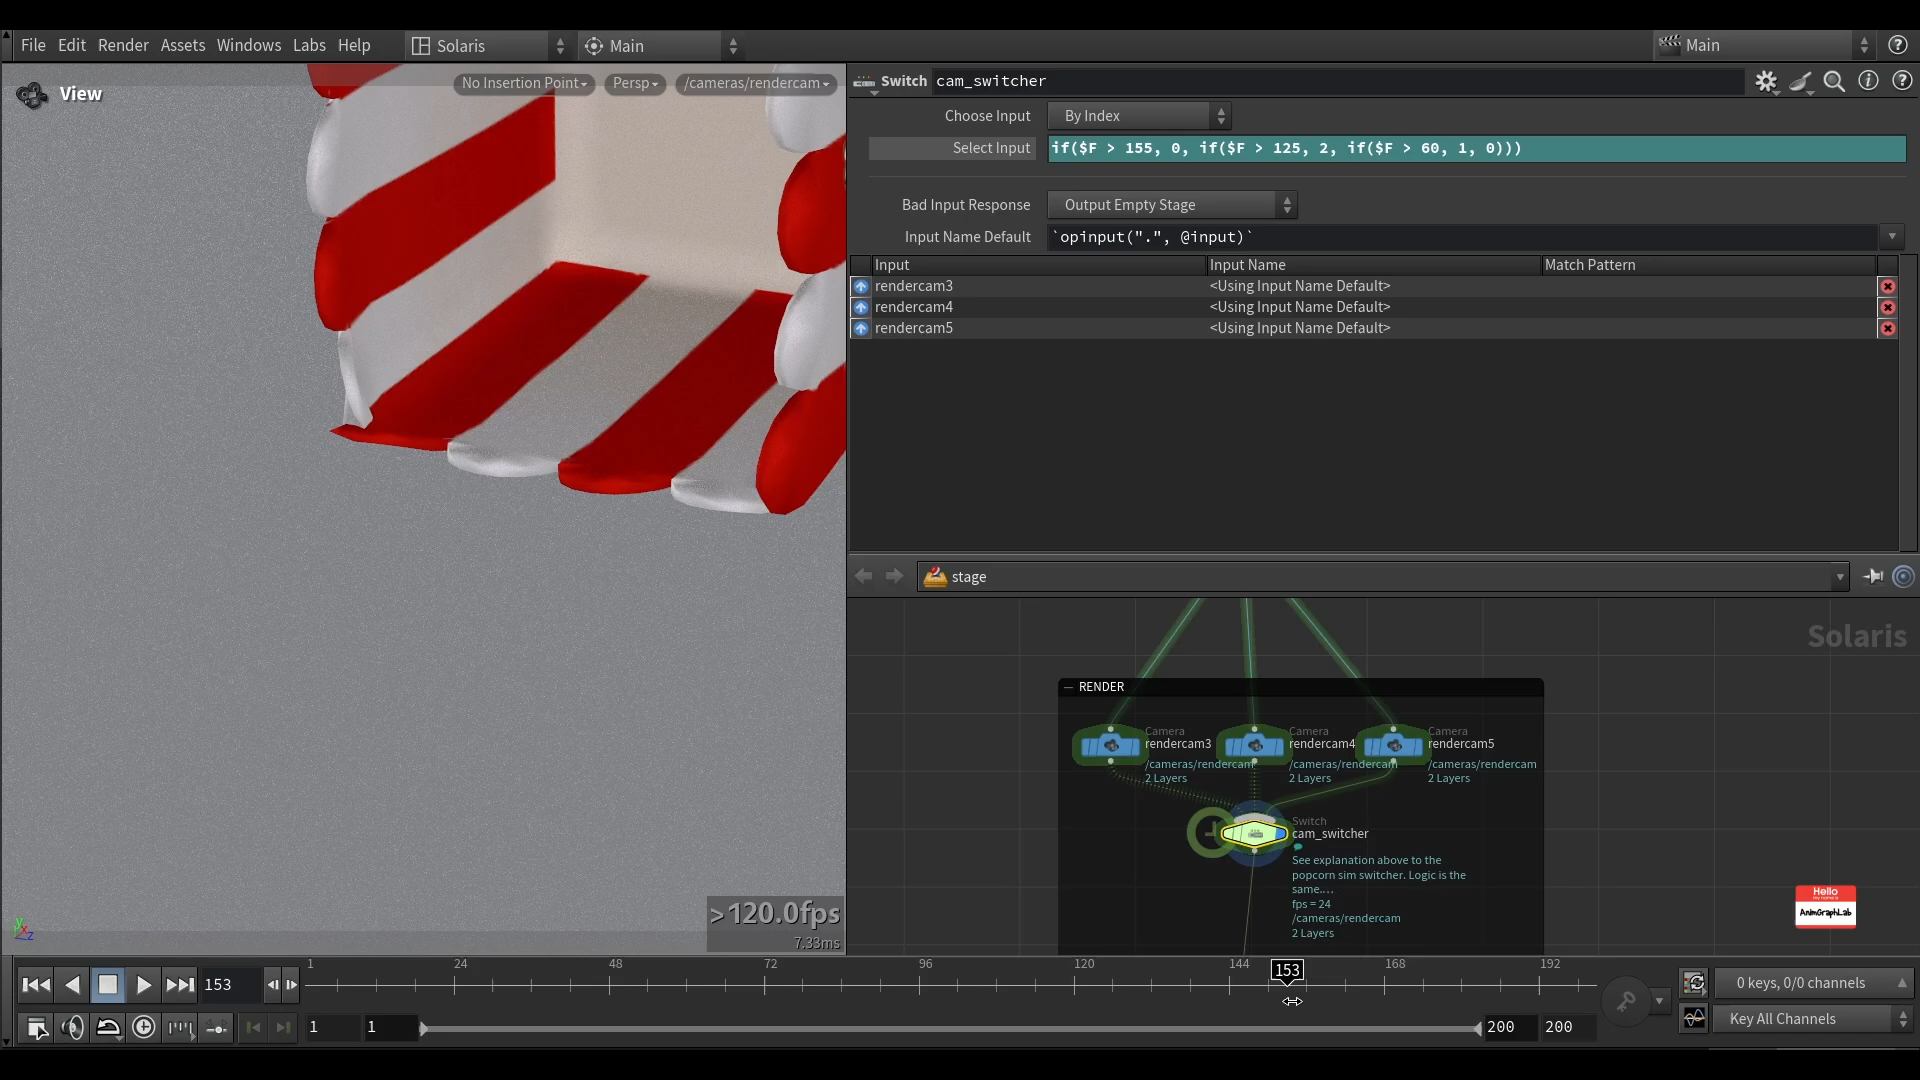 File Edit Render Assets Windows Labs Help
Solaris
Main
Main
View
No Insertion Point
Persp
/cameras/rendercam
Switch cam_switcher
Choose Input By Index
Select Input if($F > 155, 0, if($F > 125, 2, if($F > 60, 1, 0)))
Bad Input Response Output Empty Stage
Input Name Default `opinput(".", @input)`
Input Input Name Match Pattern
rendercam3 <Using Input Name Default>
rendercam4 <Using Input Name Default>
rendercam5 <Using Input Name Default>
stage
Solaris
RENDER
Camera
rendercam3
/cameras/rendercam
2 Layers
Camera
rendercam4
/cameras/rendercam
2 Layers
Camera
rendercam5
/cameras/rendercam
2 Layers
Switch
cam_switcher
See explanation above to the
popcorn sim switcher. Logic is the
same....
fps = 24
/cameras/rendercam
2 Layers
Hello
my name is
AnimGraphLab
>120.0fps
7.33ms
153
1 24 48 72 96 120 144 153 168 192
0 keys, 0/0 channels
1 1 200 200
Key All Channels